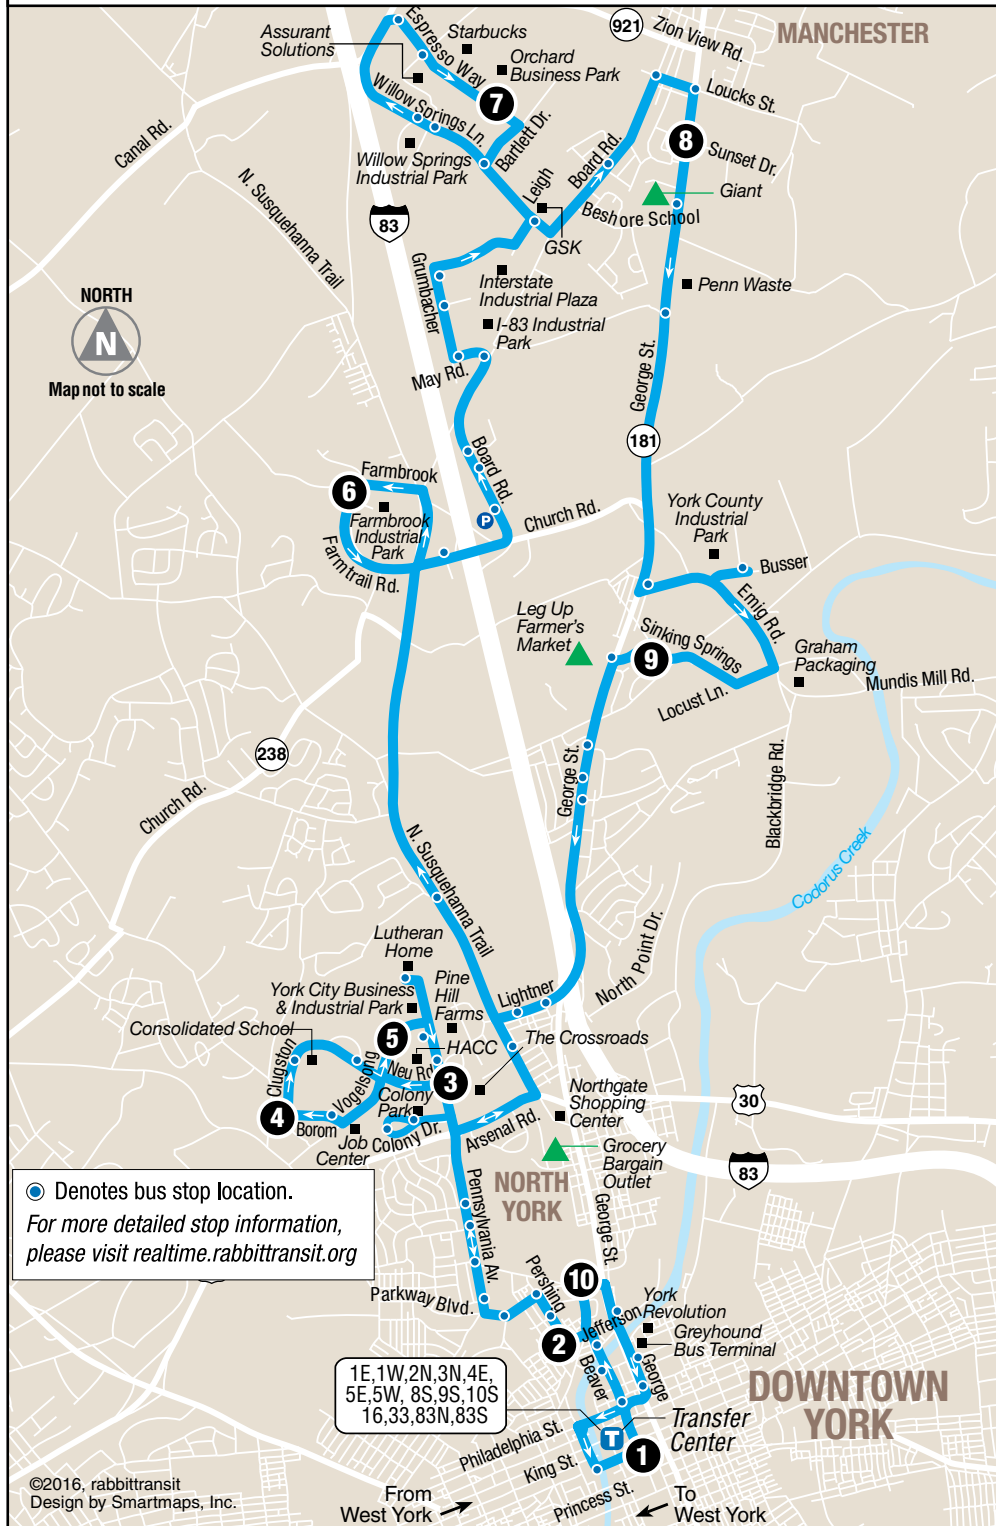 921
Zion View Rd.
MANCHESTER
Assurant
Solutions
Starbucks
Espresso Way
Orchard
Business Park
7
Loucks St.
Willow Springs Ln.
Bartlett Dr.
Canal Rd.
Willow Springs
Industrial Park
8
Sunset Dr.
Board Rd.
Leigh
Giant
Beshore School
N. Susquehanna Trail
83
GSK
Grumbacher
Interstate
Industrial Plaza
Penn Waste
NORTH
N
Map not to scale
I-83 Industrial
Park
May Rd.
George St.
181
Board Rd.
Farmbrook
6
Farmbrook
Industrial
Park
Farmtrail Rd.
P
Church Rd.
York County
Industrial
Park
Busser
Emig Rd.
Leg Up
Farmer's
Market
Sinking Springs
9
Locust Ln.
Graham
Packaging
Mundis Mill Rd.
238
Church Rd.
George St.
Blackbridge Rd.
Codorus Creek
N. Susquehanna Trail
Lutheran
Home
York City Business
& Industrial Park
Pine
Hill
Farms
Lightner
North Point Dr.
Consolidated School
5
HACC
The Crossroads
Clugston
Neu Rd.
3
Vogelsong
Colony
Park
Northgate
Shopping
Center
30
4
Borom
Job
Center
Colony Dr.
Arsenal Rd.
Grocery
Bargain
Outlet
83
Denotes bus stop location.
For more detailed stop information,
please visit realtime.rabbittransit.org
NORTH
YORK
Pennsylvania Av.
George St.
Parkway Blvd.
Pershing
10
York
Revolution
Jefferson
2
Greyhound
Bus Terminal
Beaver
George
1E,1W,2N,3N,4E,
5E,5W, 8S,9S,10S
16,33,83N,83S
DOWNTOWN
YORK
Philadelphia St.
T
Transfer
Center
1
King St.
Princess St.
©2016, rabbittransit
Design by Smartmaps, Inc.
From
West York
To
West York